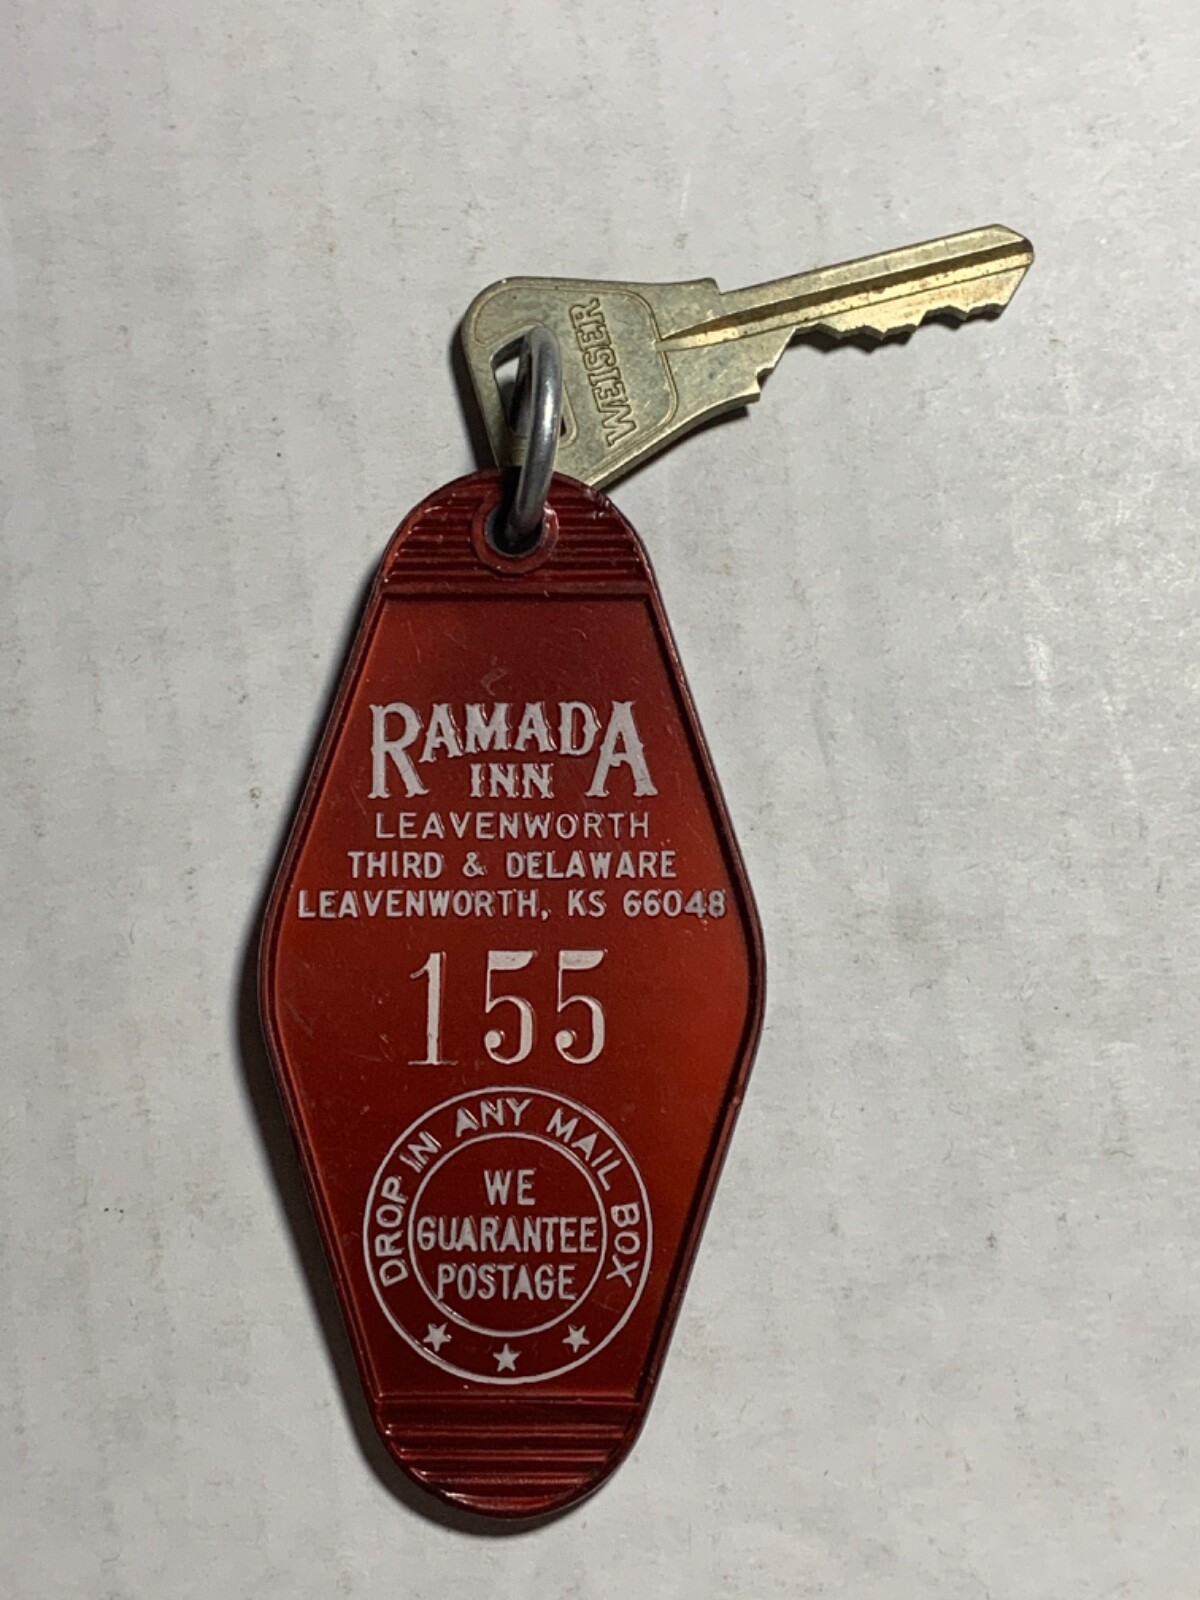 WEISER
RAMADA
INN
LEAVENWORTH
THIRD & DELAWARE
LEAVENWORTH, KS 66048
155
DROP IN ANY MAIL BOX
WE
GUARANTEE
POSTAGE